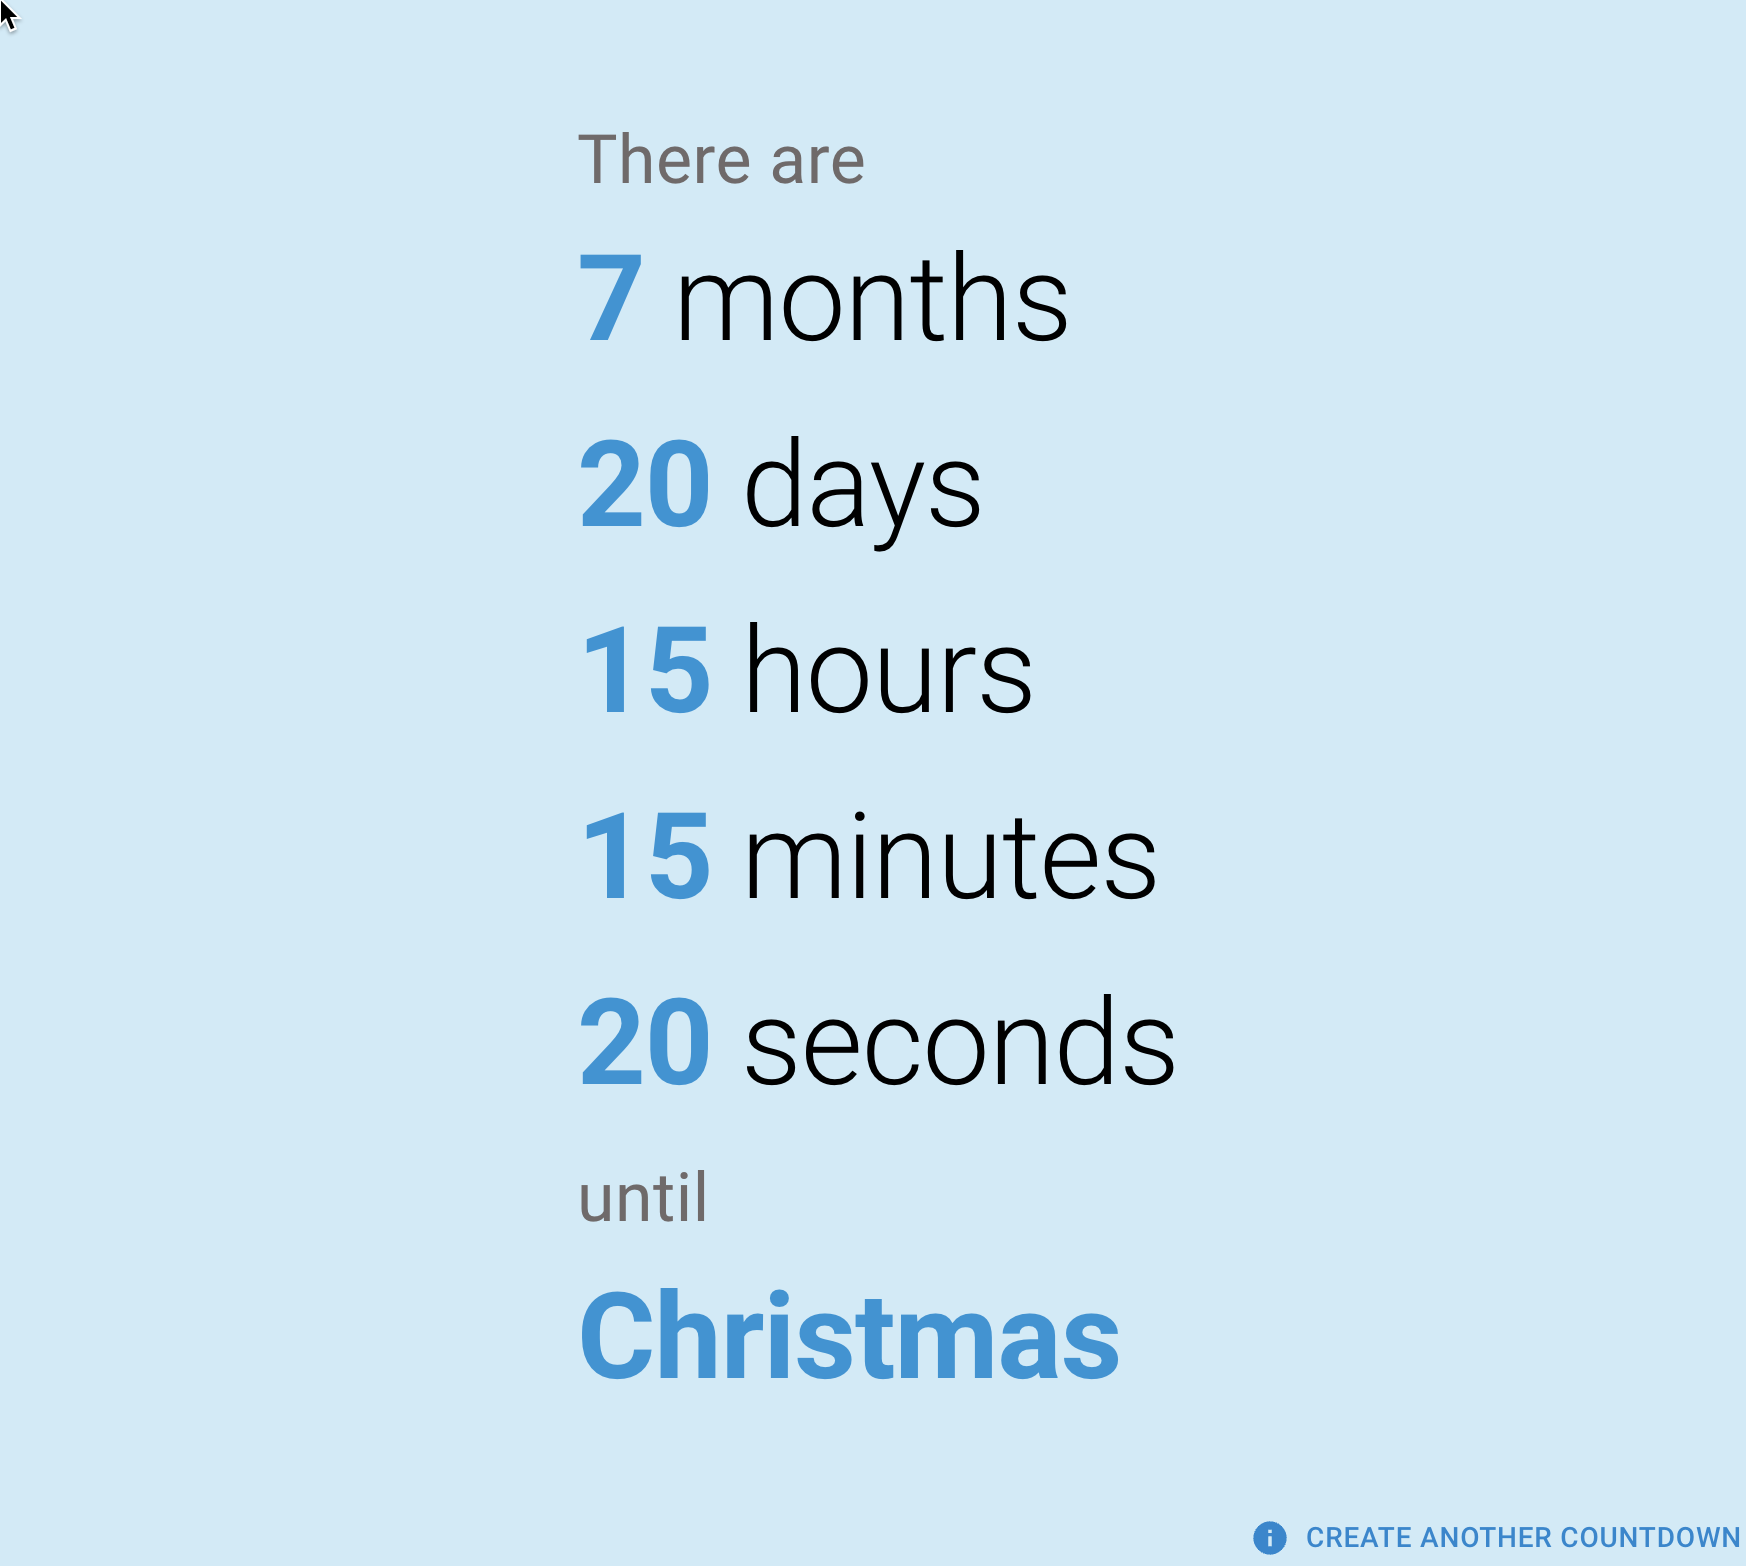 There are
7 months
20 days
15 hours
15 minutes
20 seconds
until
Christmas
CREATE ANOTHER COUNTDOWN